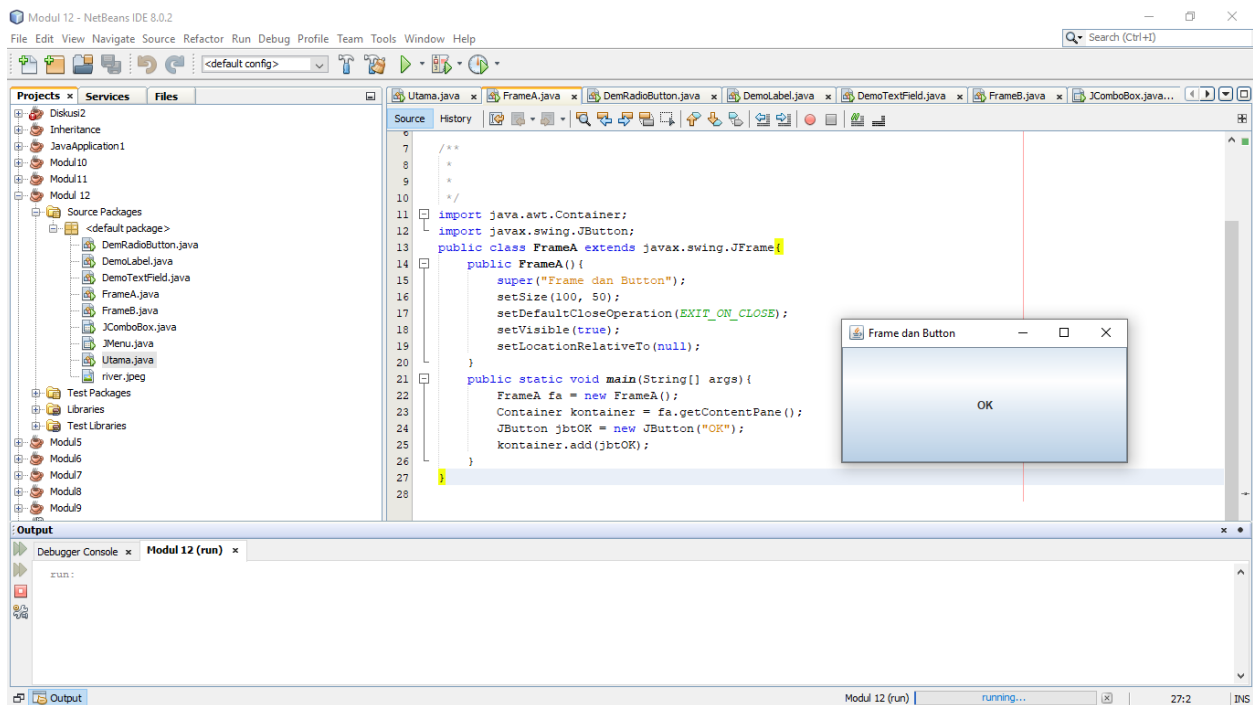 Modul 12 - NetBeans IDE 8.0.2
File Edit View Navigate Source Refactor Run Debug Profile Team Tools Window Help
Search (Ctrl+I)
<default config>
Projects x Services Files
Diskusi2
Inheritance
JavaApplication1
Modul10
Modul11
Modul 12
Source Packages
<default package>
DemRadioButton.java
DemoLabel.java
DemoTextField.java
FrameA.java
FrameB.java
JComboBox.java
JMenu.java
Utama.java
river.jpeg
Test Packages
Libraries
Test Libraries
Modul5
Modul6
Modul7
Modul8
Modul9
Utama.java x FrameA.java x DemRadioButton.java x DemoLabel.java x DemoTextField.java x FrameB.java x JComboBox.java...
Source History
6
7 /**
8 *
9 *
10 */
11 import java.awt.Container;
12 import javax.swing.JButton;
13 public class FrameA extends javax.swing.JFrame{
14 public FrameA(){
15 super("Frame dan Button");
16 setSize(100, 50);
17 setDefaultCloseOperation(EXIT_ON_CLOSE);
18 setVisible(true);
19 setLocationRelativeTo(null);
20 }
21 public static void main(String[] args){
22 FrameA fa = new FrameA();
23 Container kontainer = fa.getContentPane();
24 JButton jbtOK = new JButton("OK");
25 kontainer.add(jbtOK);
26 }
27 }
28
Frame dan Button
OK
Output
Debugger Console x Modul 12 (run) x
run:
Output
Modul 12 (run) running... 27:2 INS